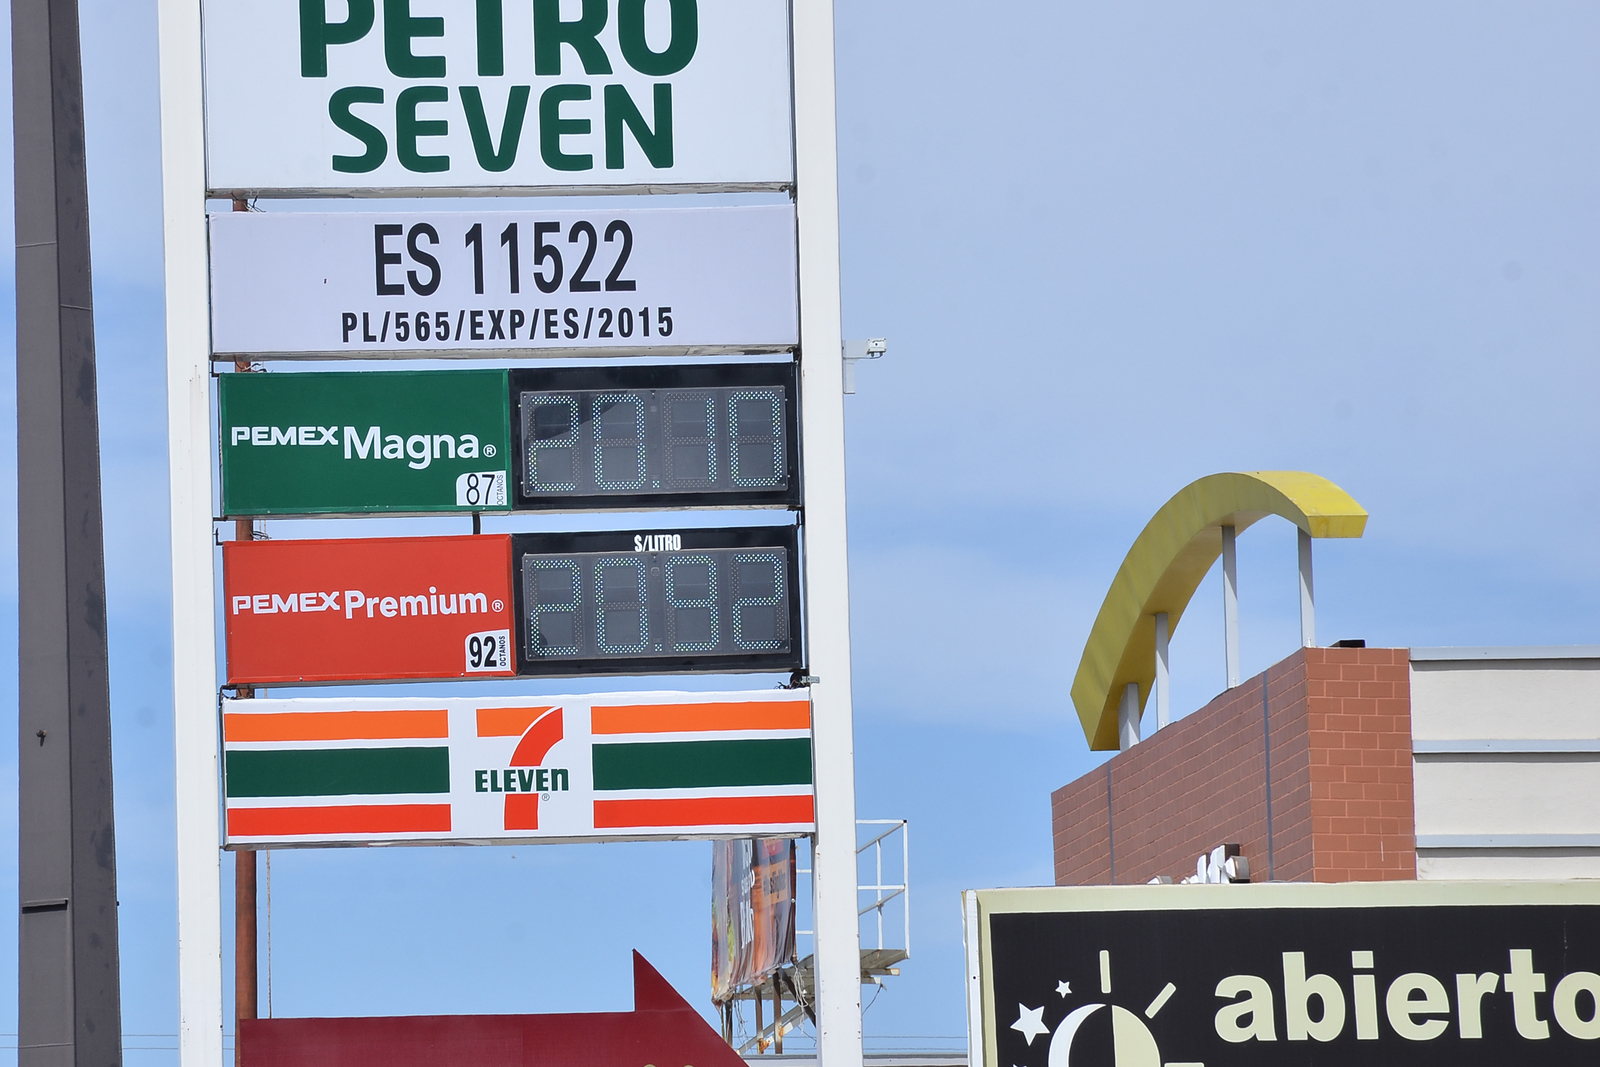 PETRO
SEVEN
ES 11522
PL/565/EXP/ES/2015
PEMEX Magna®
87 OCTANOS
20.10
S/LITRO
PEMEX Premium®
92 OCTANOS
20.92
7
ELEVEN®
abierto